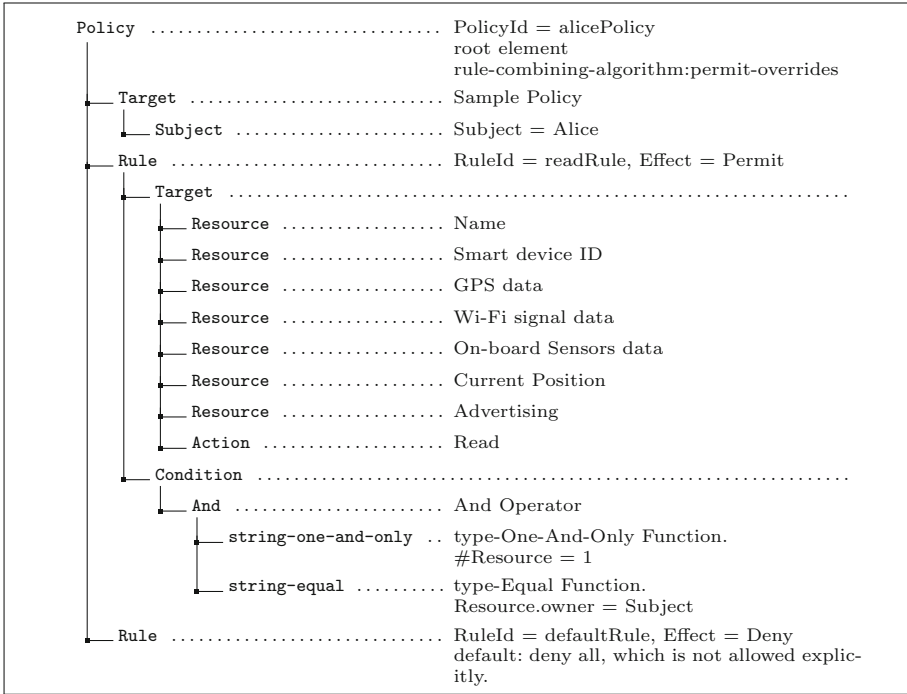 Policy ................................ PolicyId = alicePolicy
root element
rule-combining-algorithm:permit-overrides
Target ............................ Sample Policy
Subject ....................... Subject = Alice
Rule .............................. RuleId = readRule, Effect = Permit
Target ....................................................................
Resource .................. Name
Resource .................. Smart device ID
Resource .................. GPS data
Resource .................. Wi-Fi signal data
Resource .................. On-board Sensors data
Resource .................. Current Position
Resource .................. Advertising
Action .................... Read
Condition .................................................................
And ....................... And Operator
string-one-and-only .. type-One-And-Only Function.
#Resource = 1
string-equal .......... type-Equal Function.
Resource.owner = Subject
Rule .............................. RuleId = defaultRule, Effect = Deny
default: deny all, which is not allowed explic-
itly.